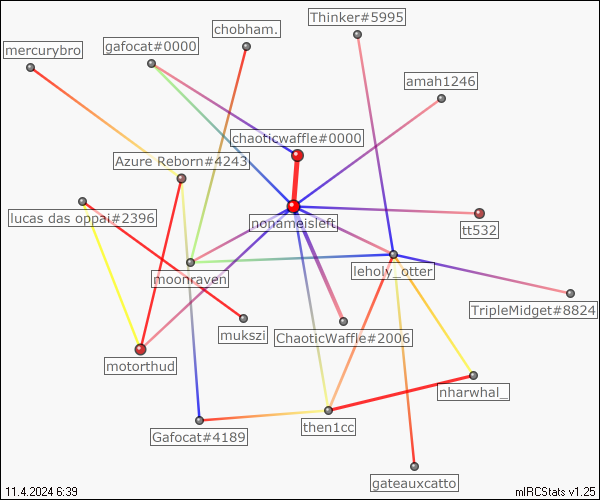 Thinker#5995
chobham.
gafocat#0000
mercurybro
amah1246
chaoticwaffle#0000
Azure Reborn#4243
lucas das oppai#2396
nonameisleft
tt532
moonraven
leholy_otter
TripleMidget#8824
mukszi
ChaoticWaffle#2006
motorthud
nharwhal_
then1cc
Gafocat#4189
gateauxcatto
11.4.2024 6:39
mIRCStats v1.25